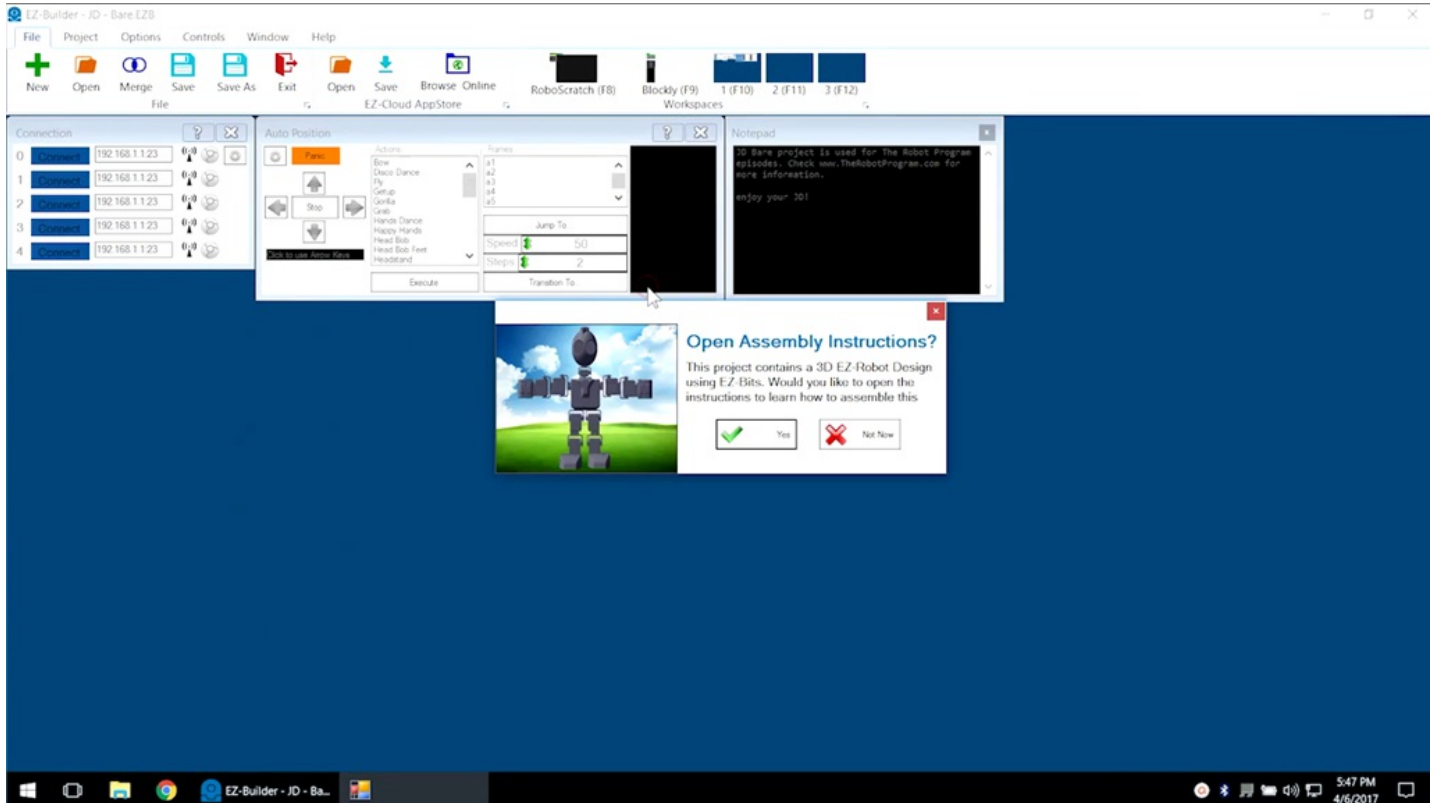 EZ-Builder - JD - Bare.EZB
File Project Options Controls Window Help
New Open Merge Save Save As Exit Open Save Browse Online RoboScratch (F8) Blockly (F9) 1 (F10) 2 (F11) 3 (F12)
File EZ-Cloud AppStore Workspaces
Connection
0 Connect 192.168.1.1:23
1 Connect 192.168.1.1:23
2 Connect 192.168.1.1:23
3 Connect 192.168.1.1:23
4 Connect 192.168.1.1:23
Auto Position
Panic
Stop
Click to use Arrow Keys
Actions
Bow
Disco Dance
Fly
Getup
Gorilla
Grab
Hands Dance
Happy Hands
Head Bob
Head Bob Feet
Headstand
Execute
Frames
a1
a2
a3
a4
a5
Jump To
Speed 50
Steps 2
Transition To...
Notepad
JD Bare project is used for The Robot Program
episodes. Check www.TheRobotProgram.com for
more information.
enjoy your JD!
Open Assembly Instructions?
This project contains a 3D EZ-Robot Design
using EZ-Bits. Would you like to open the
instructions to learn how to assemble this
Yes Not Now
EZ-Builder - JD - Ba...
5:47 PM
4/6/2017